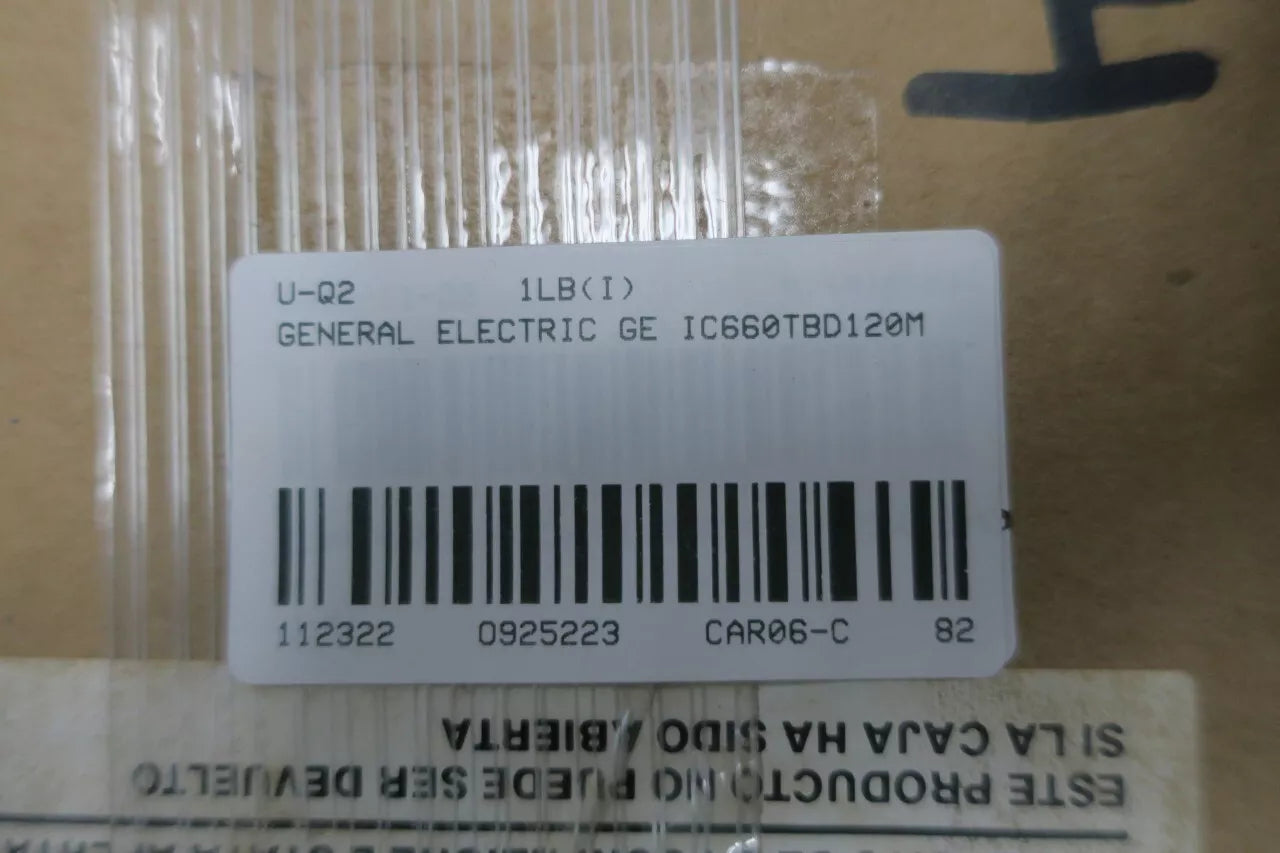 U-Q2 1LB(I)
GENERAL ELECTRIC GE IC660TBD120M
112322 0925223 CAR06-C 82
ESTE PRODUCTO NO PUEDE SER DEVUELTO
SI LA CAJA HA SIDO ABIERTA